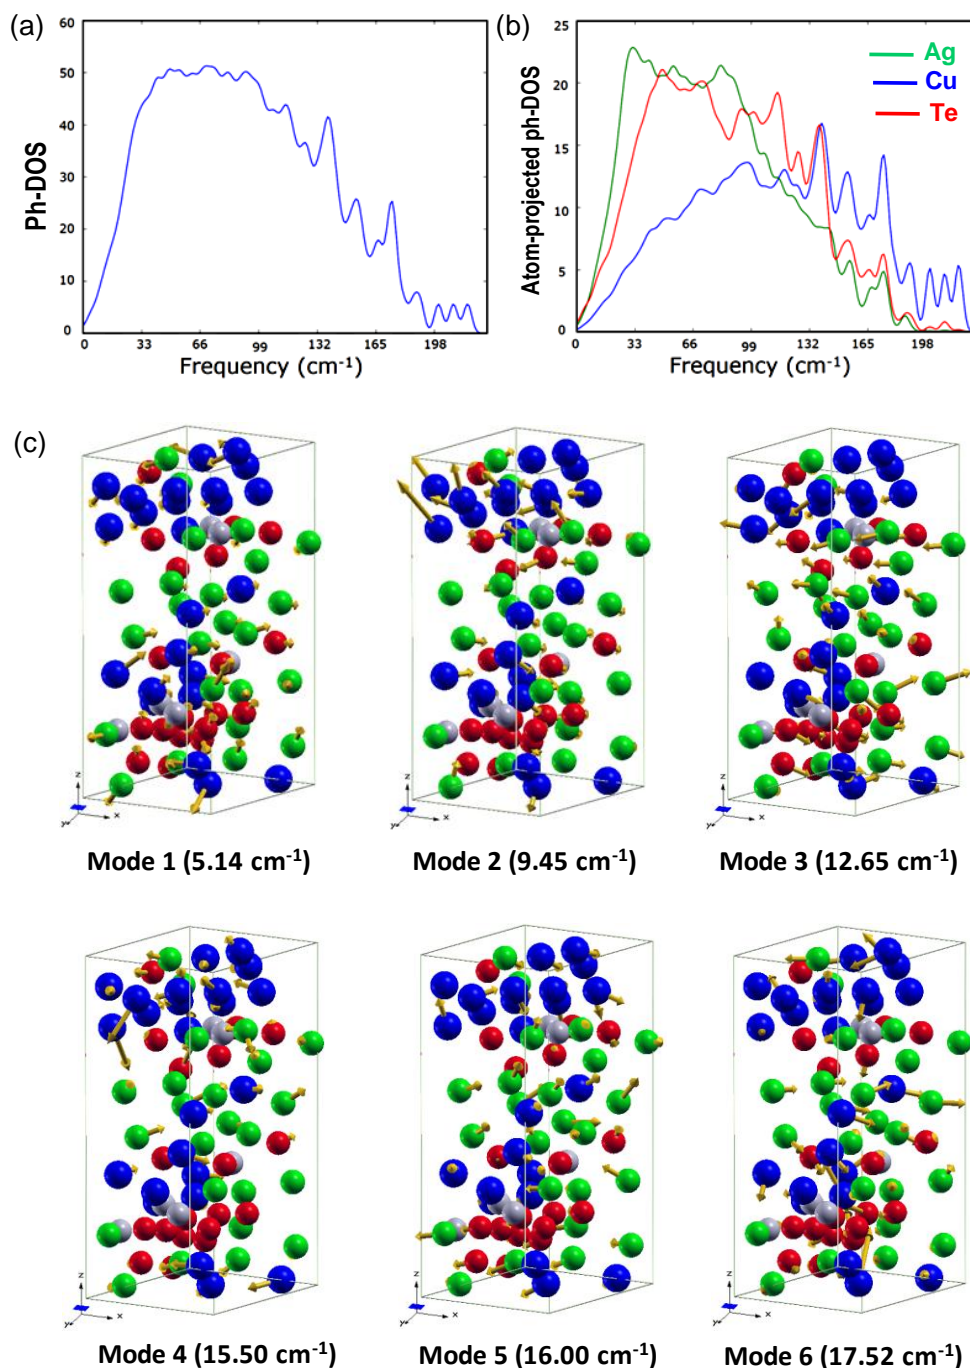 (a)
60
50
40
30
20
10
0
Ph-DOS
0 33 66 99 132 165 198
Frequency (cm-1)
(b)
25
20
15
10
5
0
Atom-projected ph-DOS
Ag
Cu
Te
0 33 66 99 132 165 198
Frequency (cm-1)
(c)
z
y x
z
y x
z
y x
Mode 1 (5.14 cm-1) Mode 2 (9.45 cm-1) Mode 3 (12.65 cm-1)
z
y x
z
y x
z
y x
Mode 4 (15.50 cm-1) Mode 5 (16.00 cm-1) Mode 6 (17.52 cm-1)